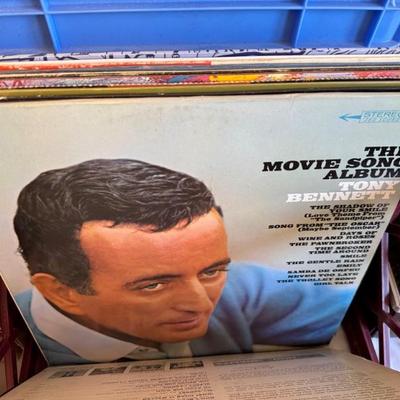 STEREO
THE
MOVIE SONG
ALBUM
TONY
BENNETT
THE SHADOW OF
YOUR SMILE
(Love Theme From
"The Sandpiper")
SONG FROM "THE OSCAR"
(Maybe September)
DAYS OF
WINE AND ROSES
THE PAWNBROKER
THE SECOND
TIME AROUND
SMILE
THE GENTLE RAIN
EMILY
SAMBA DE ORFEU
NEVER TOO LATE
THE TROLLEY SONG
GIRL TALK